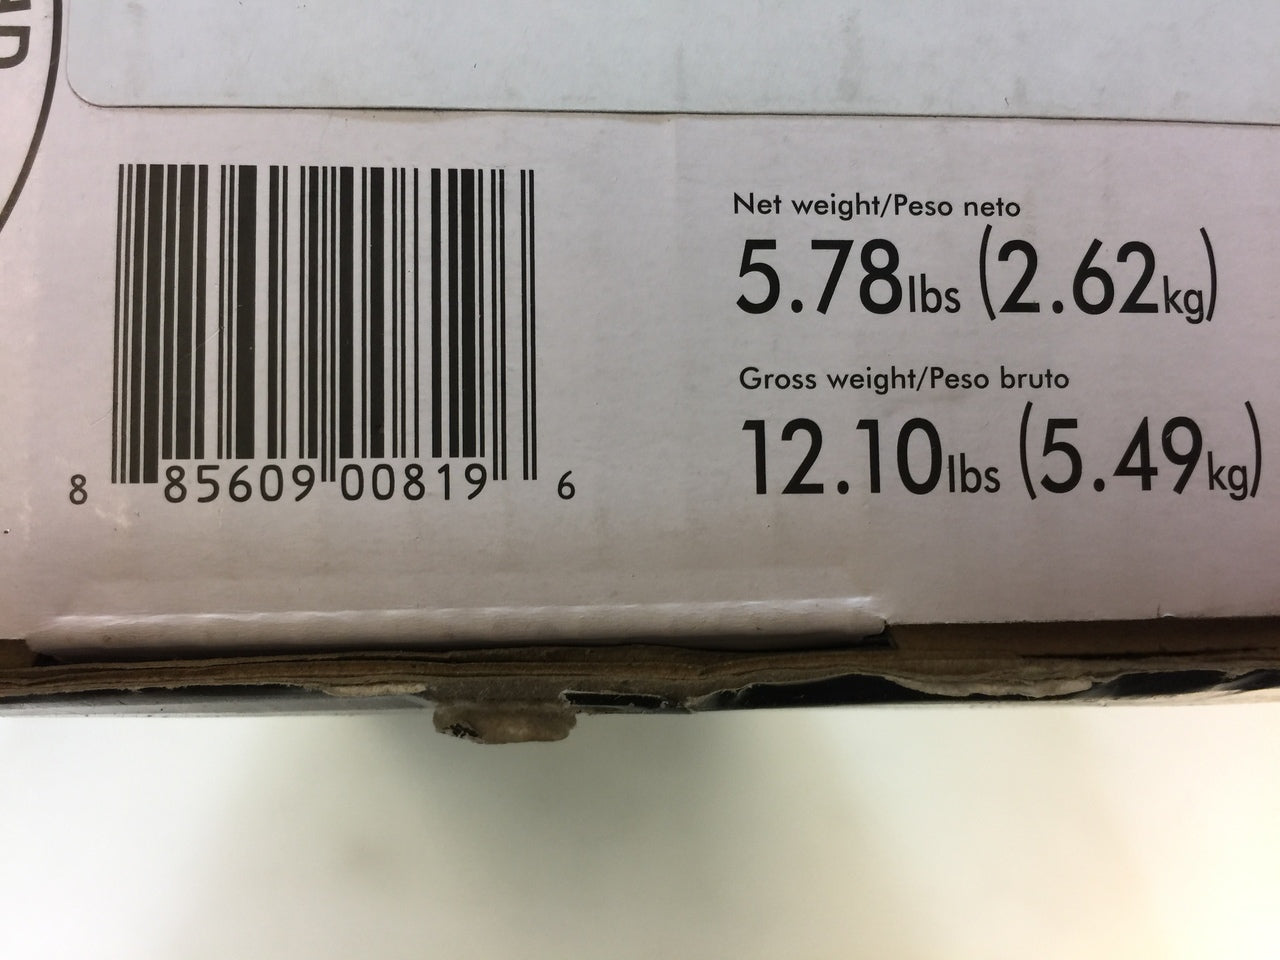 Net weight/Peso neto
5.78lbs (2.62kg)
Gross weight/Peso bruto
12.10lbs (5.49kg)
8 85609 00819 6